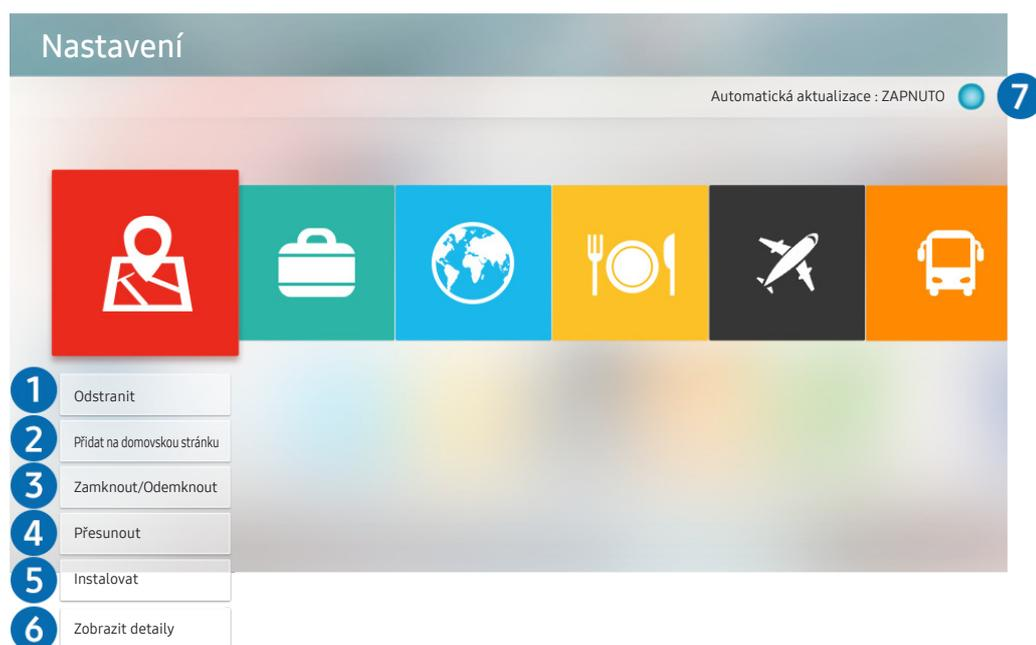 Nastavení
Automatická aktualizace : ZAPNUTO 7
1 Odstranit
2 Přidat na domovskou stránku
3 Zamknout/Odemknout
4 Přesunout
5 Instalovat
6 Zobrazit detaily